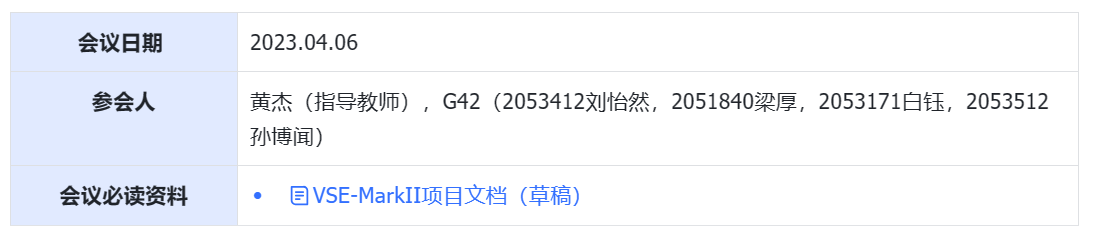 会议日期 2023.04.06
参会人 黄杰（指导教师），G42（2053412刘怡然，2051840梁厚，2053171白钰，2053512
孙博闻）
会议必读资料 • VSE-MarkII项目文档（草稿）